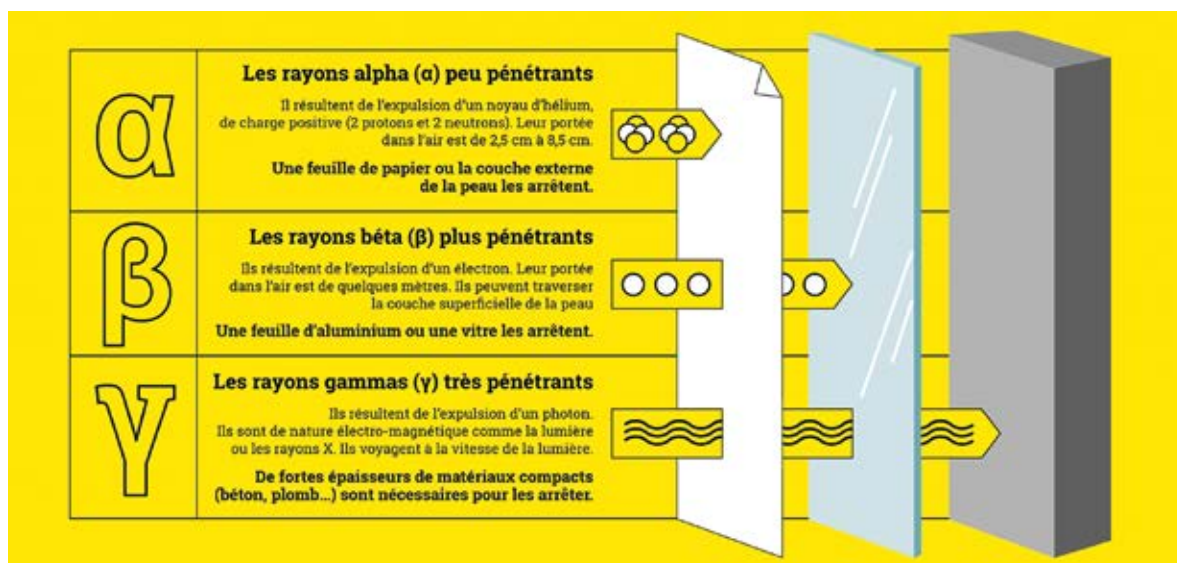 α
Les rayons alpha (α) peu pénétrants
Il résultent de l'expulsion d'un noyau d'hélium,
de charge positive (2 protons et 2 neutrons). Leur portée
dans l'air est de 2,5 cm à 8,5 cm.
Une feuille de papier ou la couche externe
de la peau les arrêtent.
β
Les rayons béta (β) plus pénétrants
Ils résultent de l'expulsion d'un électron. Leur portée
dans l'air est de quelques mètres. Ils peuvent traverser
la couche superficielle de la peau
Une feuille d'aluminium ou une vitre les arrêtent.
γ
Les rayons gammas (γ) très pénétrants
Ils résultent de l'expulsion d'un photon.
Ils sont de nature électro-magnétique comme la lumière
ou les rayons X. Ils voyagent à la vitesse de la lumière.
De fortes épaisseurs de matériaux compacts
(béton, plomb...) sont nécessaires pour les arrêter.